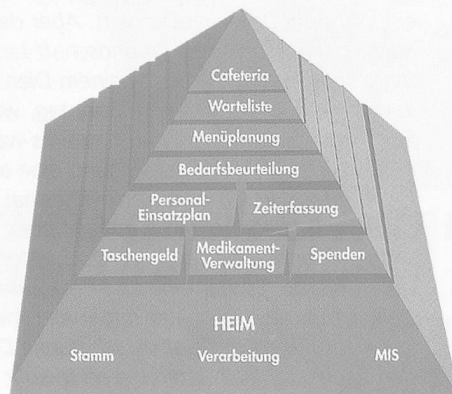 Cafeteria
Warteliste
Menüplanung
Bedarfsbeurteilung
Personal-
Einsatzplan
Zeiterfassung
Taschengeld
Medikament-
Verwaltung
Spenden
HEIM
Stamm Verarbeitung MIS